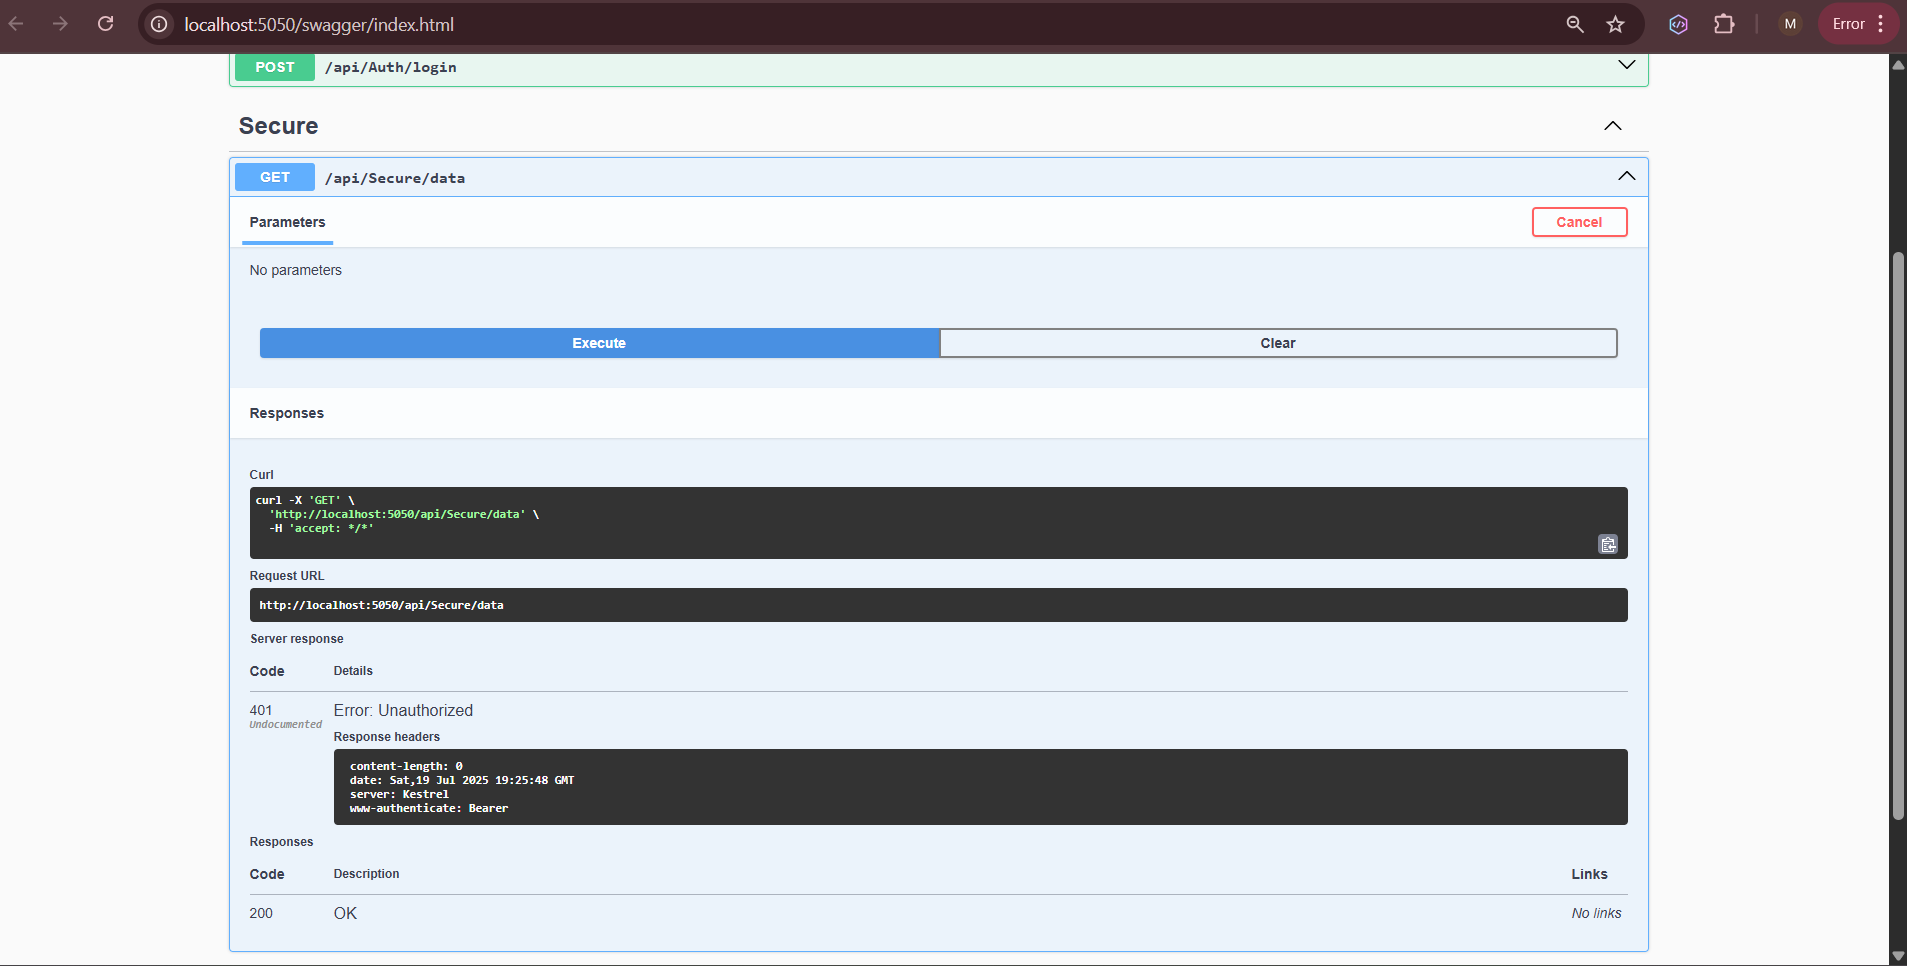 localhost:5050/swagger/index.html
M
Error
POST /api/Auth/login
Secure
GET /api/Secure/data
Parameters
Cancel
No parameters
Execute
Clear
Responses
Curl
curl -X 'GET' \
'http://localhost:5050/api/Secure/data' \
-H 'accept: */*'
Request URL
http://localhost:5050/api/Secure/data
Server response
Code Details
401 Error: Unauthorized
Undocumented
Response headers
content-length: 0
date: Sat,19 Jul 2025 19:25:48 GMT
server: Kestrel
www-authenticate: Bearer
Responses
Code Description Links
200 OK No links